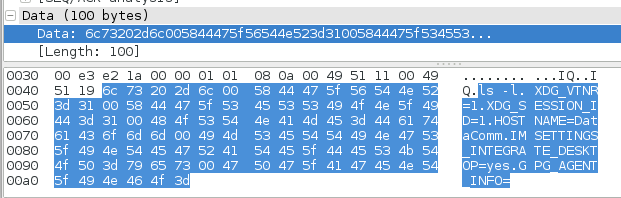 [SEQ/ACK analysis]
Data (100 bytes)
Data: 6c73202d6c005844475f56544e523d31005844475f534553...
[Length: 100]
0030 00 e3 e2 1a 00 00 01 01 08 0a 00 49 51 11 00 49 ........ ...IQ..I
0040 51 19 6c 73 20 2d 6c 00 58 44 47 5f 56 54 4e 52 Q.ls -l. XDG_VTNR
0050 3d 31 00 58 44 47 5f 53 45 53 53 49 4f 4e 5f 49 =1.XDG_S ESSION_I
0060 44 3d 31 00 48 4f 53 54 4e 41 4d 45 3d 44 61 74 D=1.HOST NAME=Dat
0070 61 43 6f 6d 6d 00 49 4d 53 45 54 54 49 4e 47 53 aComm.IM SETTINGS
0080 5f 49 4e 54 45 47 52 41 54 45 5f 44 45 53 4b 54 _INTEGRA TE_DESKT
0090 4f 50 3d 79 65 73 00 47 50 47 5f 41 47 45 4e 54 OP=yes.G PG_AGENT
00a0 5f 49 4e 46 4f 3d _INFO=